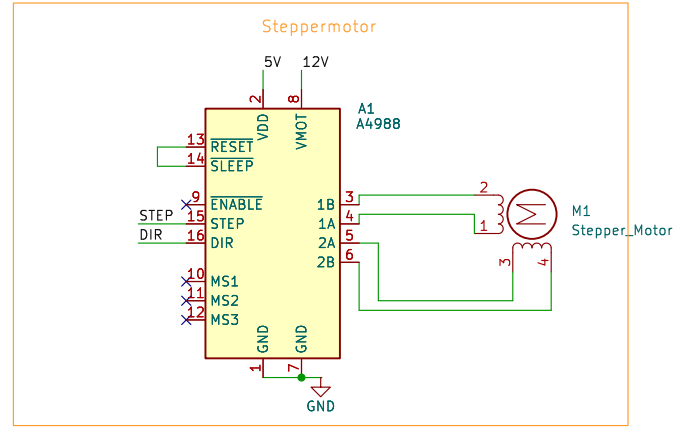 Steppermotor
5V 12V
A1
A4988
2 8
VDD VMOT
13 RESET
14 SLEEP
9 ENABLE
STEP 15 STEP
DIR 16 DIR
10 MS1
11 MS2
12 MS3
1B 3
1A 4
2A 5
2B 6
2
1
3 4
M1
Stepper_Motor
GND GND
1 7
GND